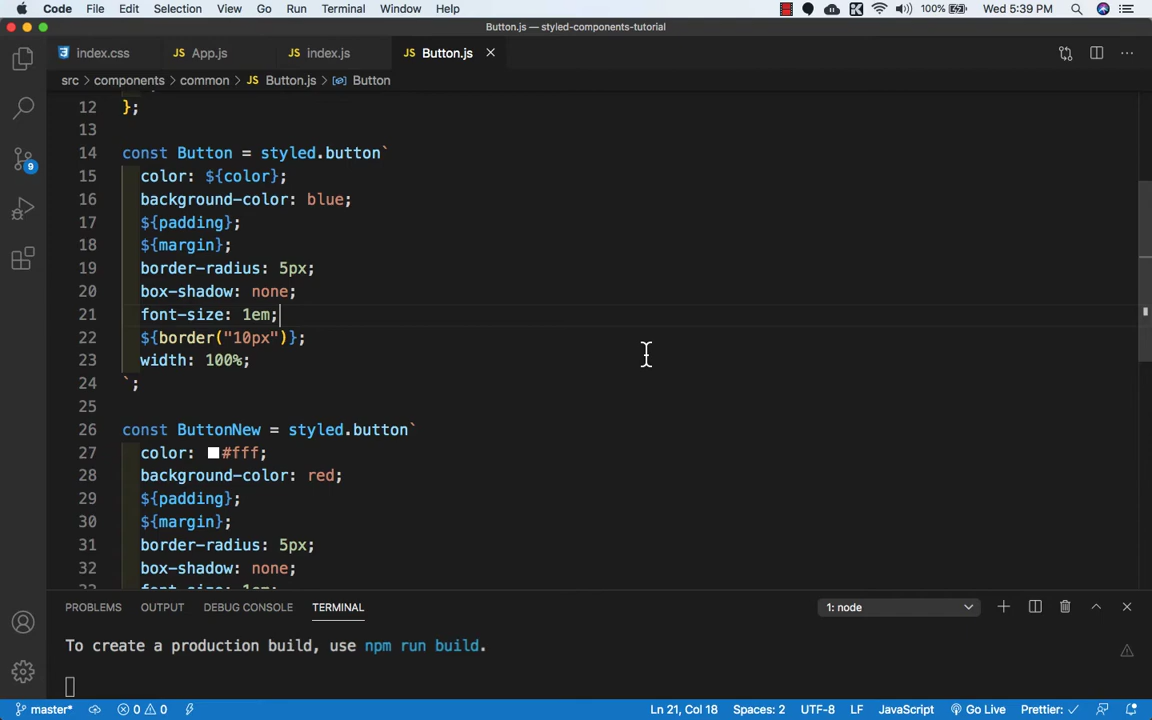 Code File Edit Selection View Go Run Terminal Window Help 100% Wed 5:39 PM
Button.js — styled-components-tutorial
index.css JS App.js JS index.js JS Button.js
src > components > common > JS Button.js > Button
12 };
13
14 const Button = styled.button`
15 color: ${color};
16 background-color: blue;
17 ${padding};
18 ${margin};
19 border-radius: 5px;
20 box-shadow: none;
21 font-size: 1em;
22 ${border("10px")};
23 width: 100%;
24 `;
25
26 const ButtonNew = styled.button`
27 color: #fff;
28 background-color: red;
29 ${padding};
30 ${margin};
31 border-radius: 5px;
32 box-shadow: none;
9
PROBLEMS OUTPUT DEBUG CONSOLE TERMINAL 1: node
To create a production build, use npm run build.
master* 0 0 Ln 21, Col 18 Spaces: 2 UTF-8 LF JavaScript Go Live Prettier: ✓